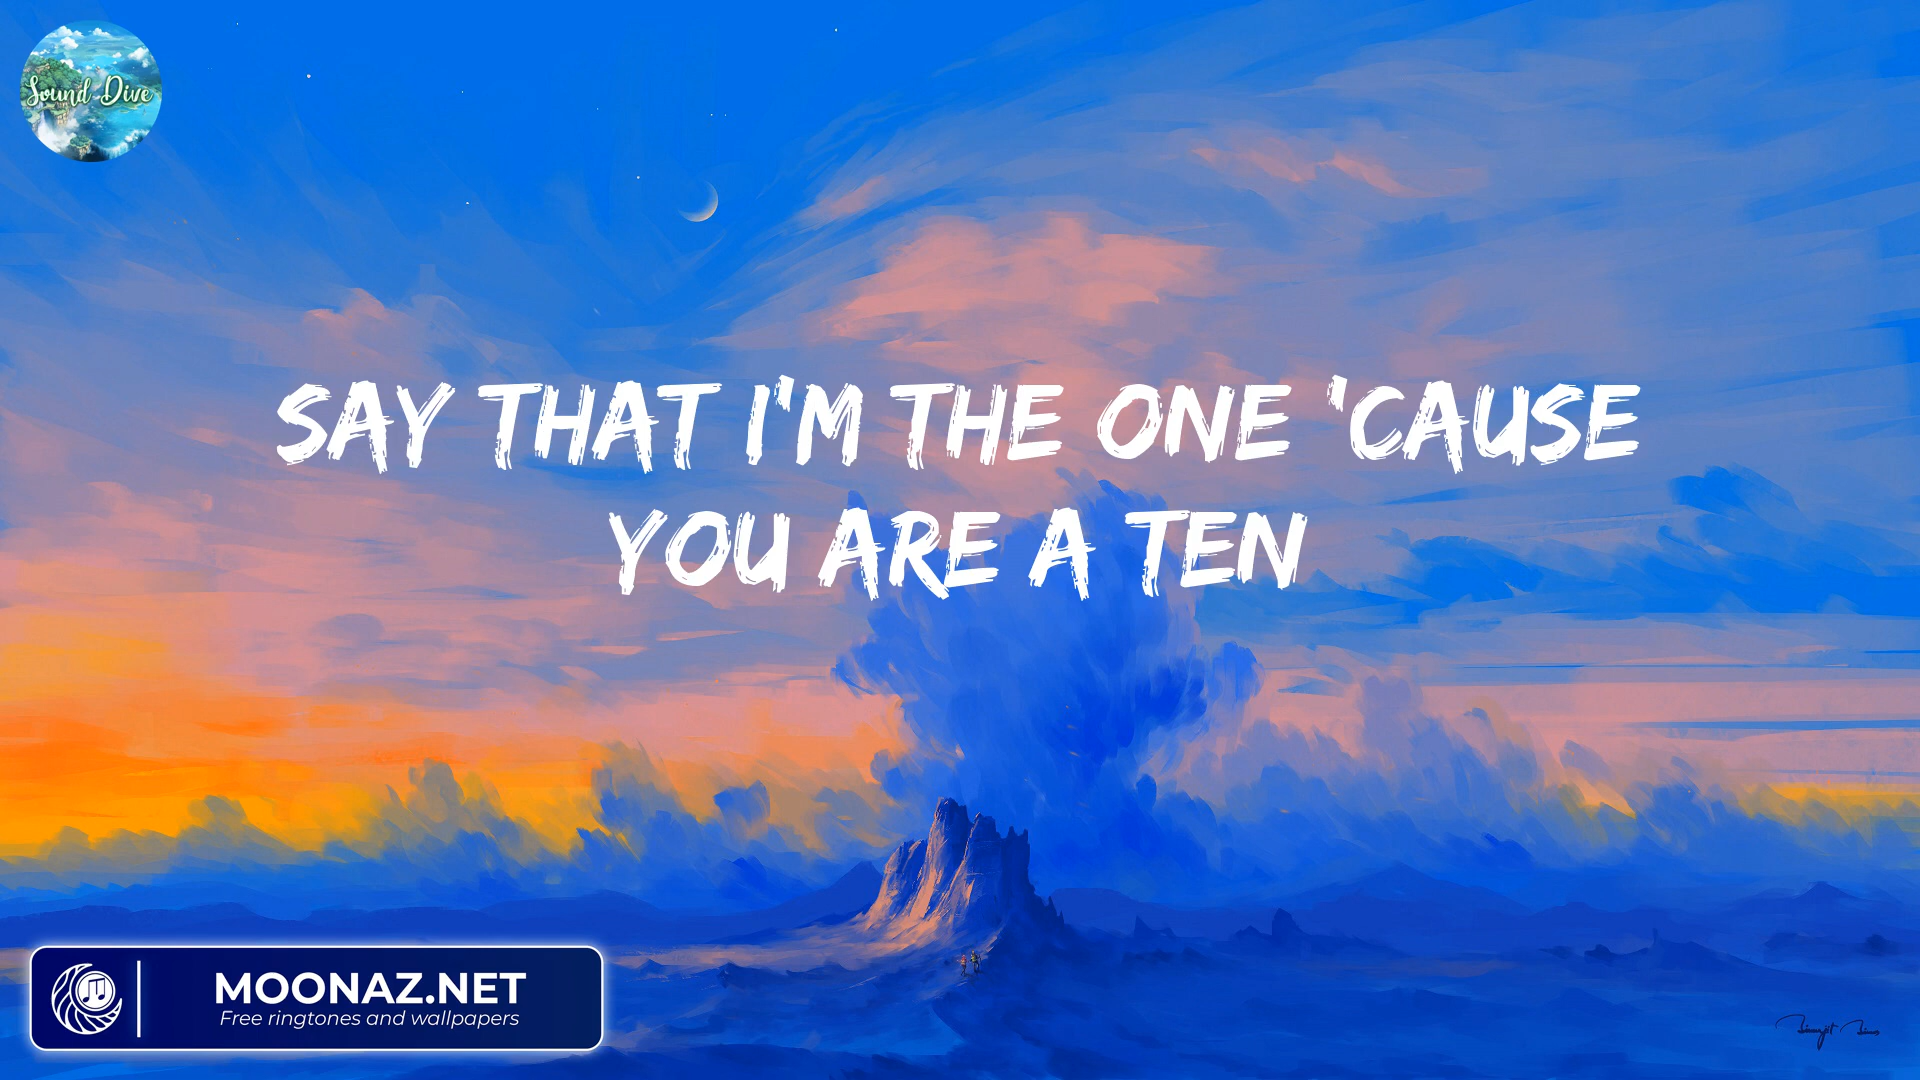 Sound Dive
SAY THAT I'M THE ONE 'CAUSE
YOU ARE A TEN
MOONAZ.NET
Free ringtones and wallpapers